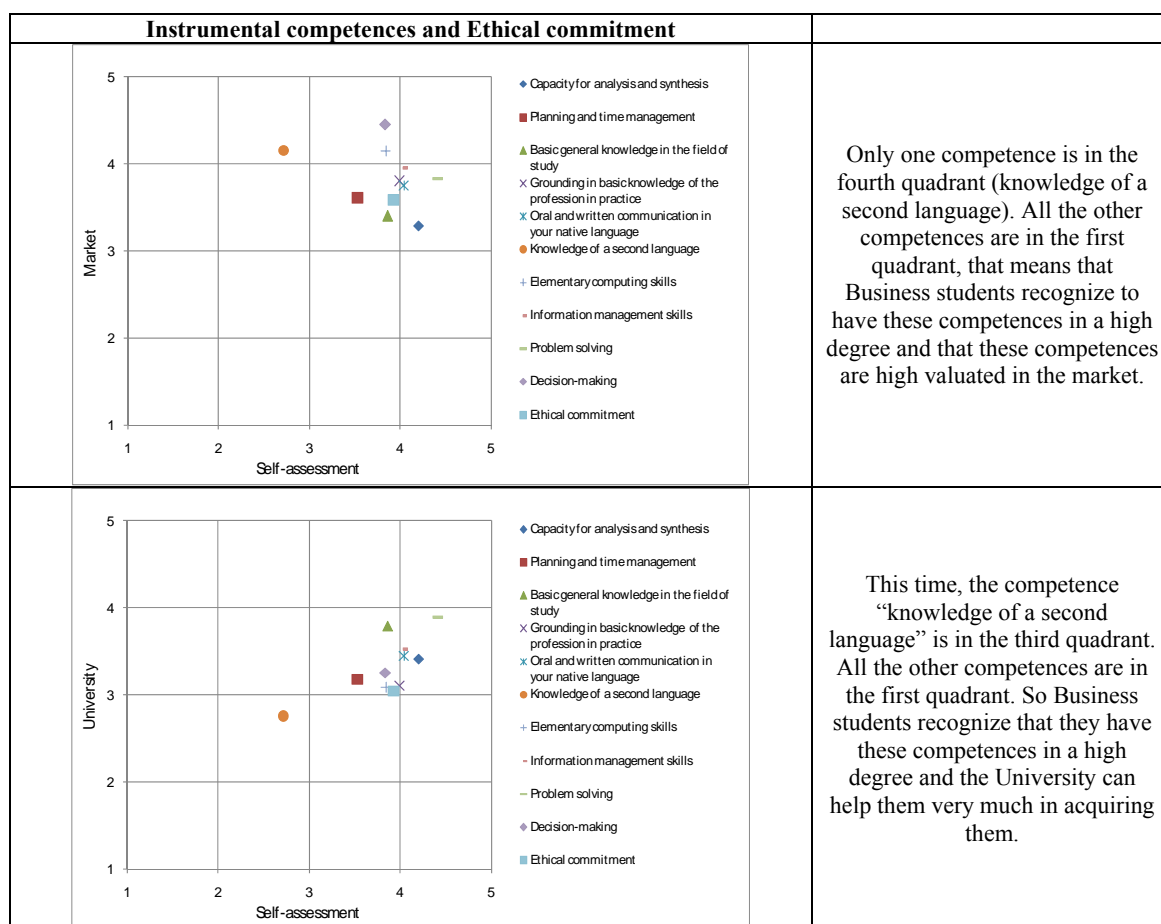 Instrumental competences and Ethical commitment
5
4
3
2
1
Market
1 2 3 4 5
Self-assessment
Capacity for analysis and synthesis
Planning and time management
Basic general knowledge in the field of
study
Grounding in basic knowledge of the
profession in practice
Oral and written communication in
your native language
Knowledge of a second language
Elementary computing skills
Information management skills
Problem solving
Decision-making
Ethical commitment
Only one competence is in the
fourth quadrant (knowledge of a
second language). All the other
competences are in the first
quadrant, that means that
Business students recognize to
have these competences in a high
degree and that these competences
are high valuated in the market.
5
4
3
2
1
University
1 2 3 4 5
Self-assessment
Capacity for analysis and synthesis
Planning and time management
Basic general knowledge in the field of
study
Grounding in basic knowledge of the
profession in practice
Oral and written communication in
your native language
Knowledge of a second language
Elementary computing skills
Information management skills
Problem solving
Decision-making
Ethical commitment
This time, the competence
“knowledge of a second
language” is in the third quadrant.
All the other competences are in
the first quadrant. So Business
students recognize that they have
these competences in a high
degree and the University can
help them very much in acquiring
them.